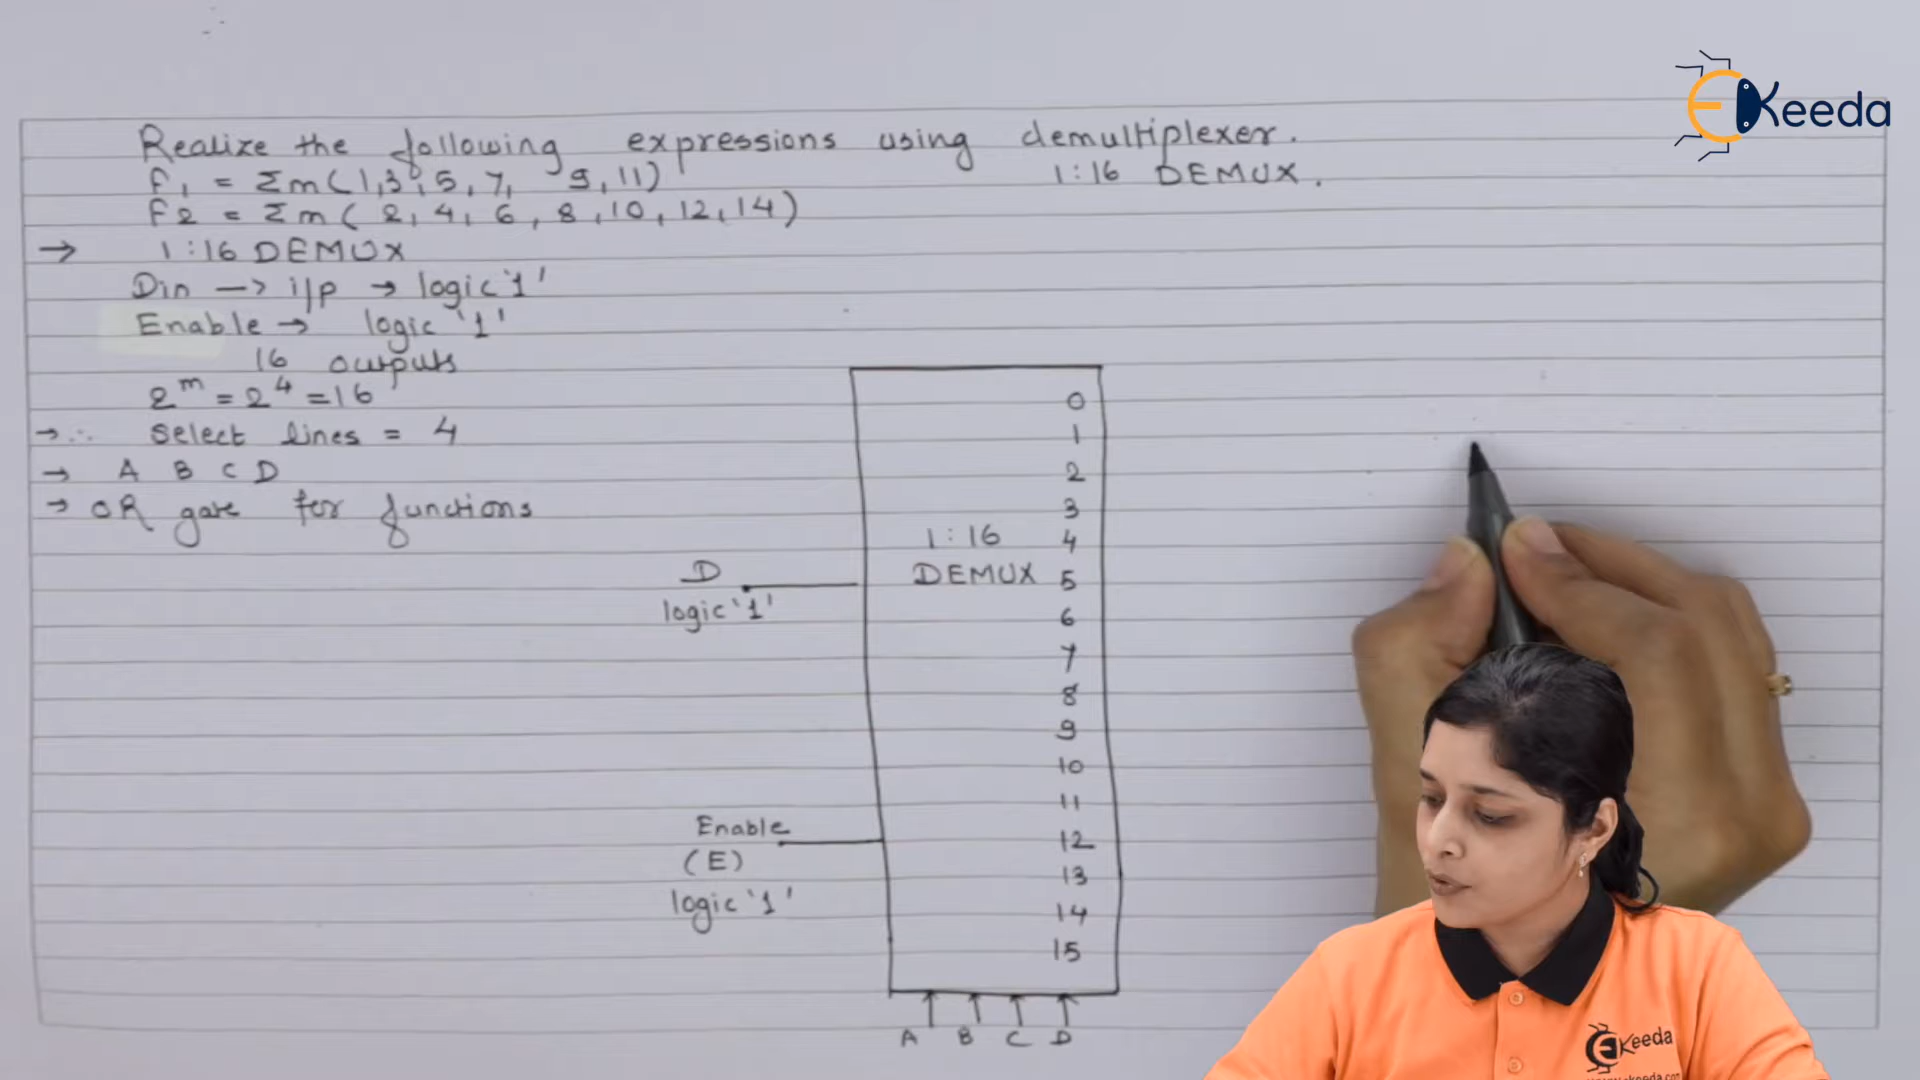 EKeeda
Realize the following expressions using demultiplexer.
F1 = Σm(1,3,5,7, 9,11) 1:16 DEMUX.
F2 = Σm( 2, 4, 6, 8, 10, 12, 14)
→ 1:16 DEMUX
Din —> i/p → logic '1'
Enable → logic '1'
16 outputs
2^m = 2^4 = 16
→ ∴ Select lines = 4
→ A B C D
→ OR gate for functions
0
1
2
3
1:16 4
DEMUX 5
6
7
8
9
10
11
12
13
14
15
D
logic '1'
Enable
(E)
logic '1'
A B C D
EKeeda